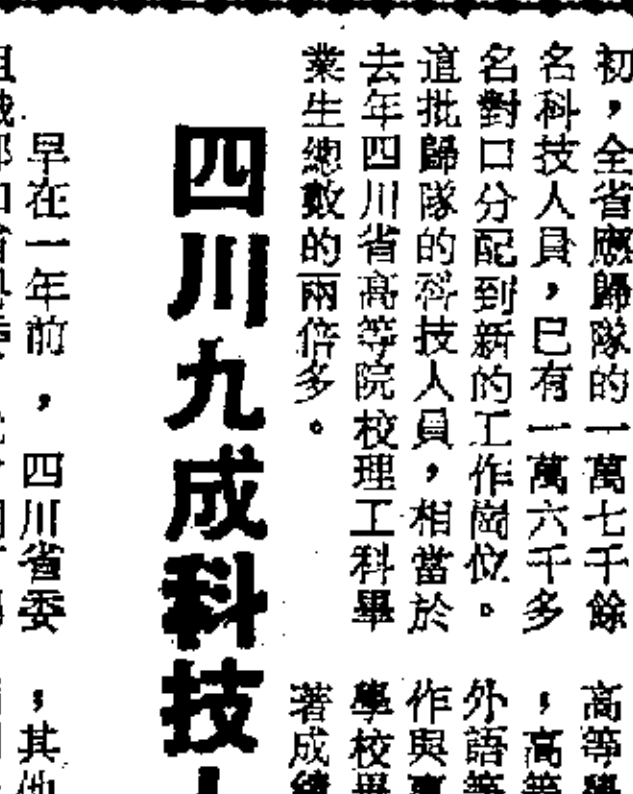 初，全省應歸隊的一萬七千餘
名科技人員，已有一萬六千多
名對口分配到新的工作崗位。
這批歸隊的科技人員，相當於
去年四川省高等院校理工科畢
業生總數的兩倍多。
四川九成科技
早在一年前，四川省委
高等學
，高等
外語等
作與專
學校畢
著成績
，其他